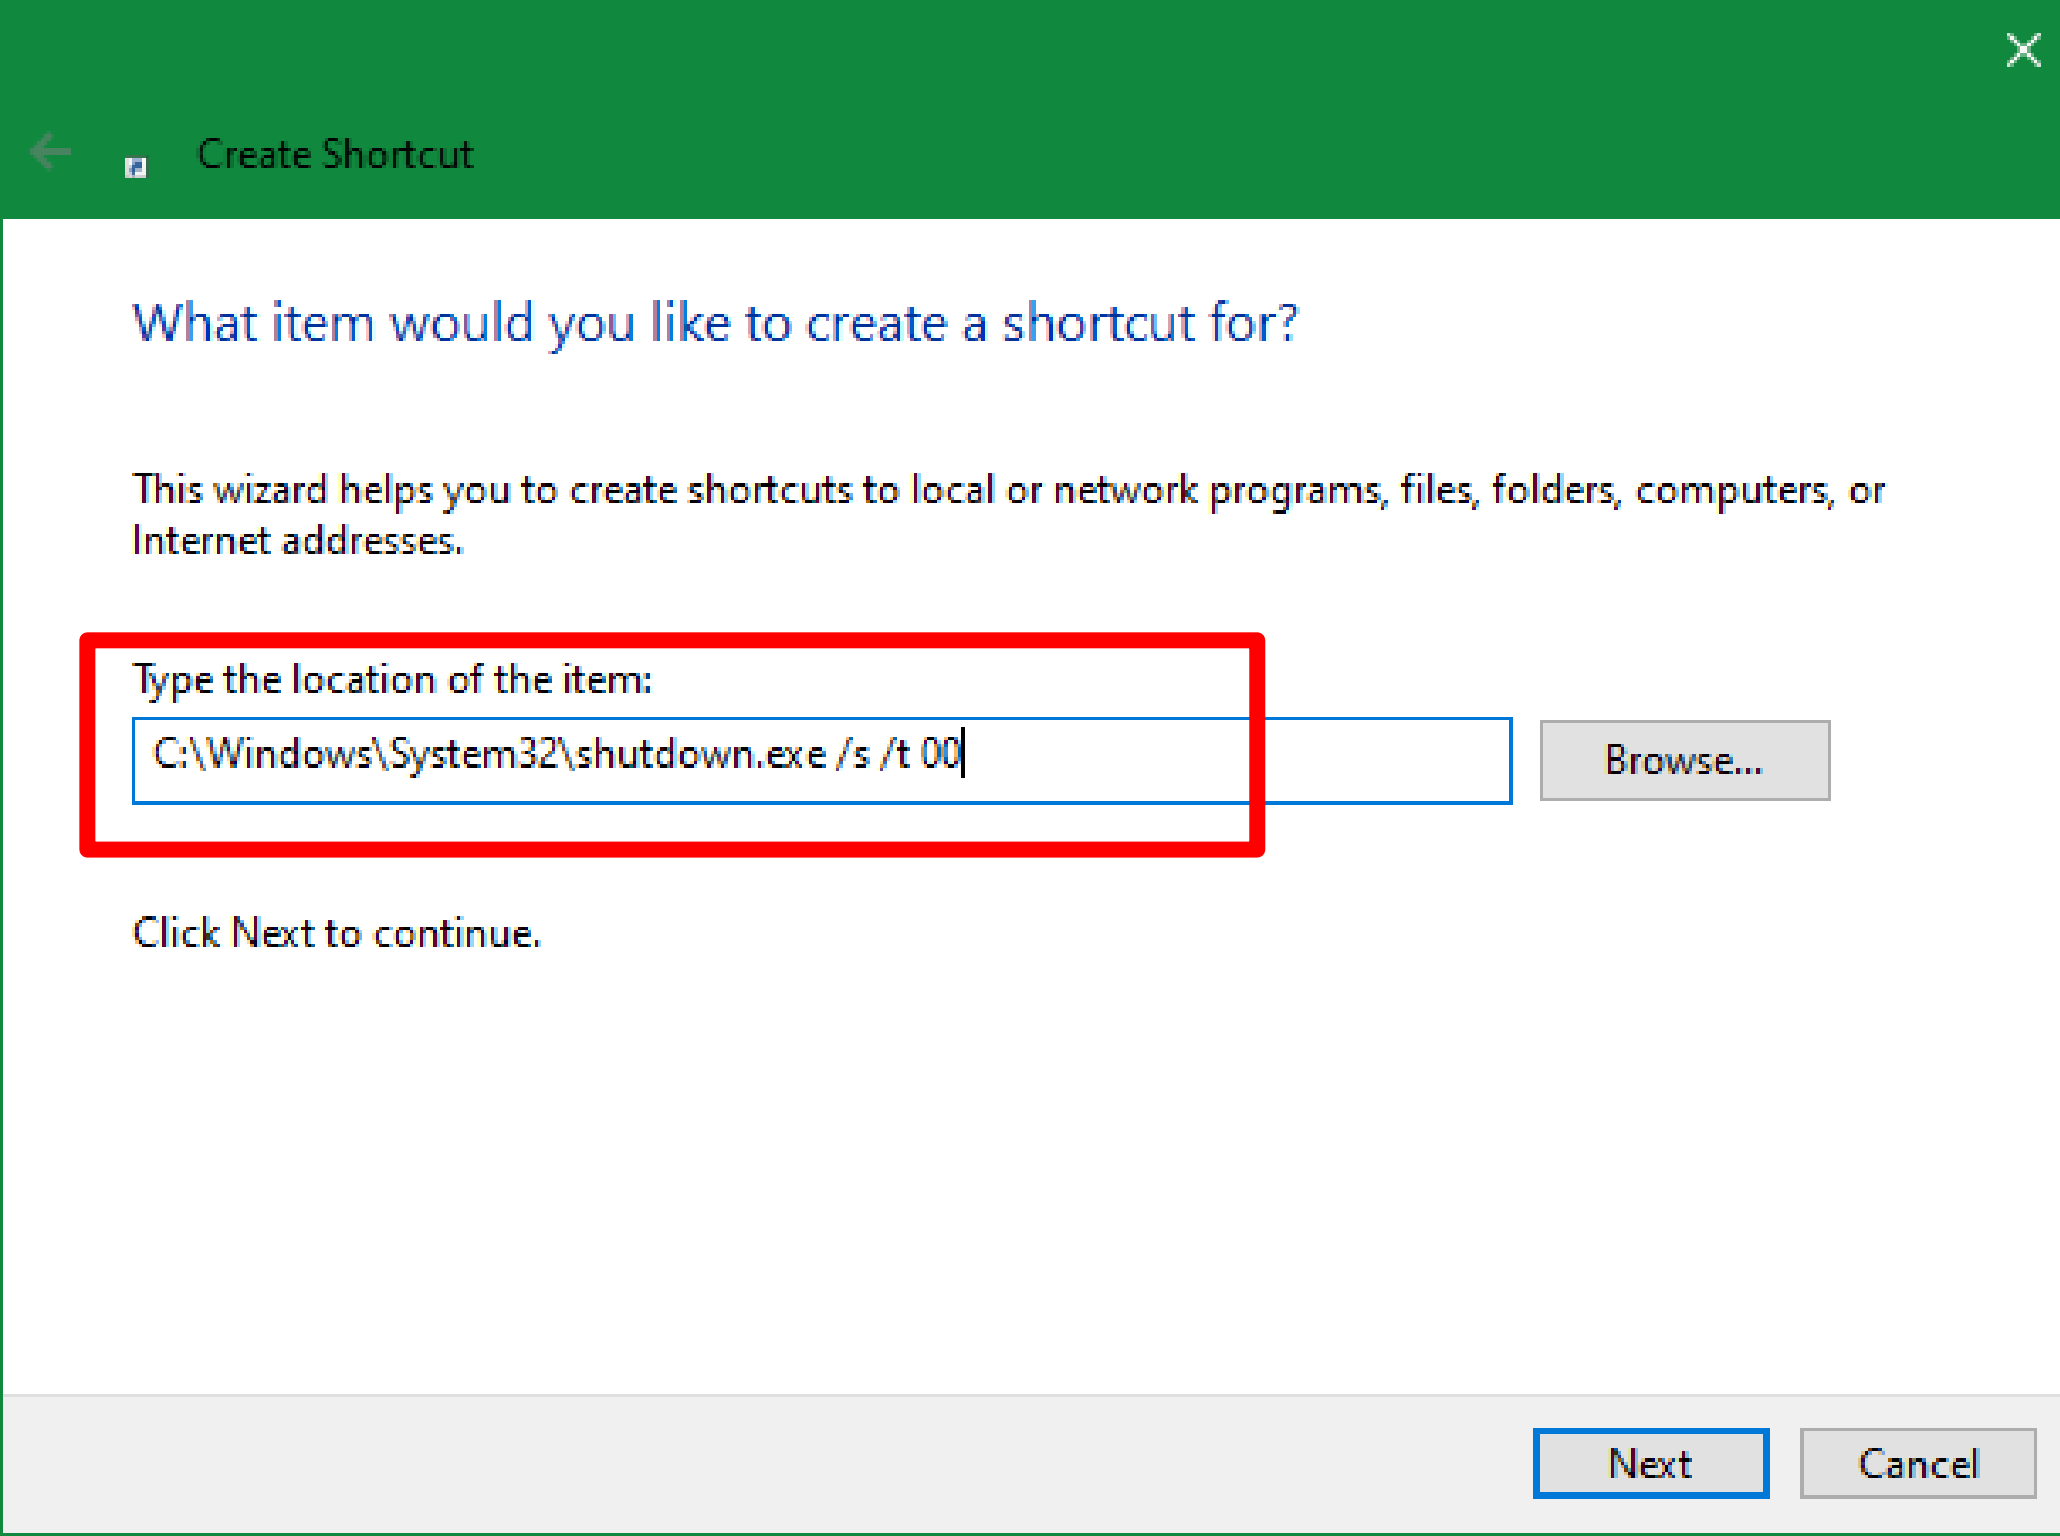 Create Shortcut
What item would you like to create a shortcut for?
This wizard helps you to create shortcuts to local or network programs, files, folders, computers, or
Internet addresses.
Type the location of the item:
C:\Windows\System32\shutdown.exe /s /t 00
Browse...
Click Next to continue.
Next
Cancel